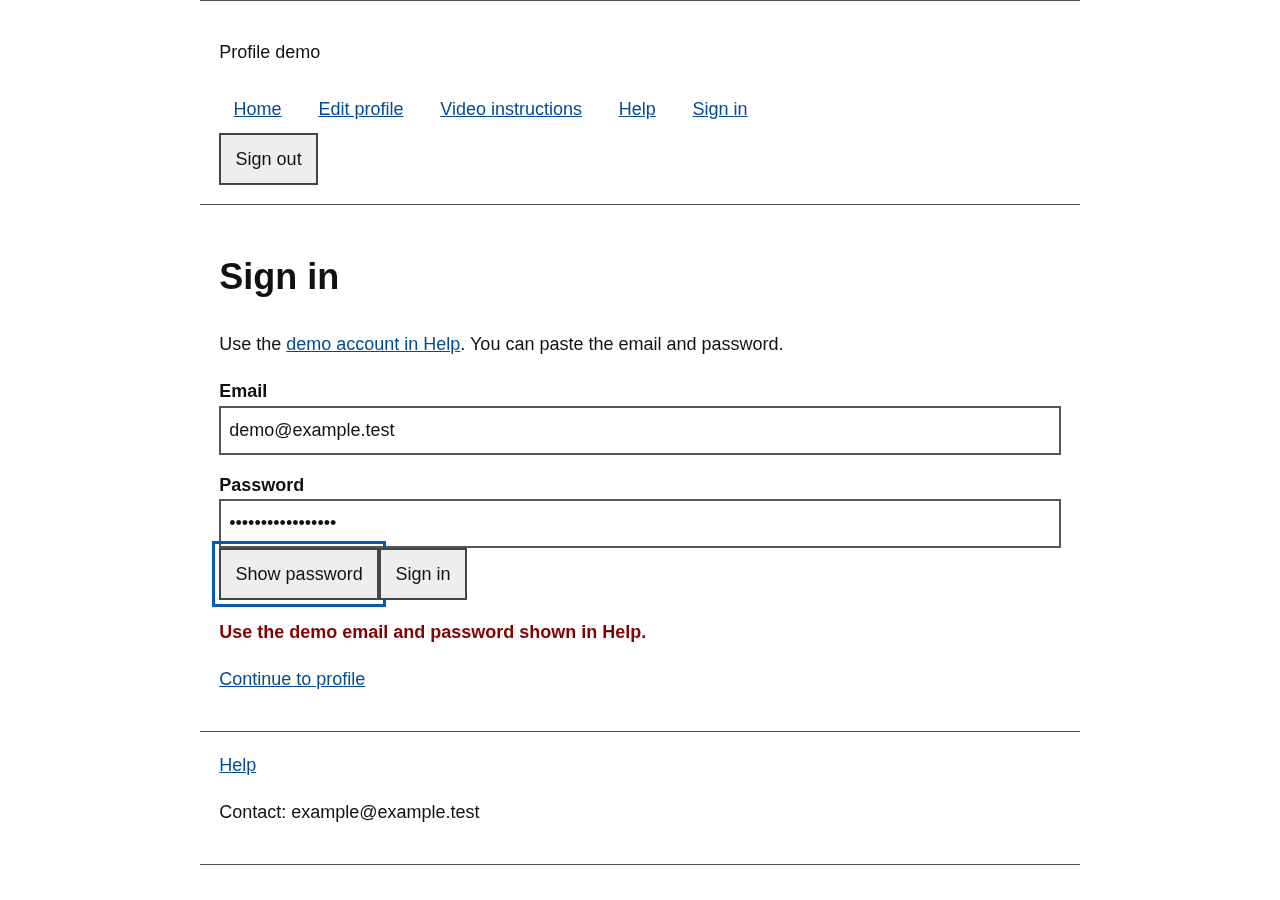 Profile demo
Home Edit profile Video instructions Help Sign in
Sign out
Sign in
Use the demo account in Help. You can paste the email and password.
Email
demo@example.test
Password
•••••••••••••••••
Show password Sign in
Use the demo email and password shown in Help.
Continue to profile
Help
Contact: example@example.test